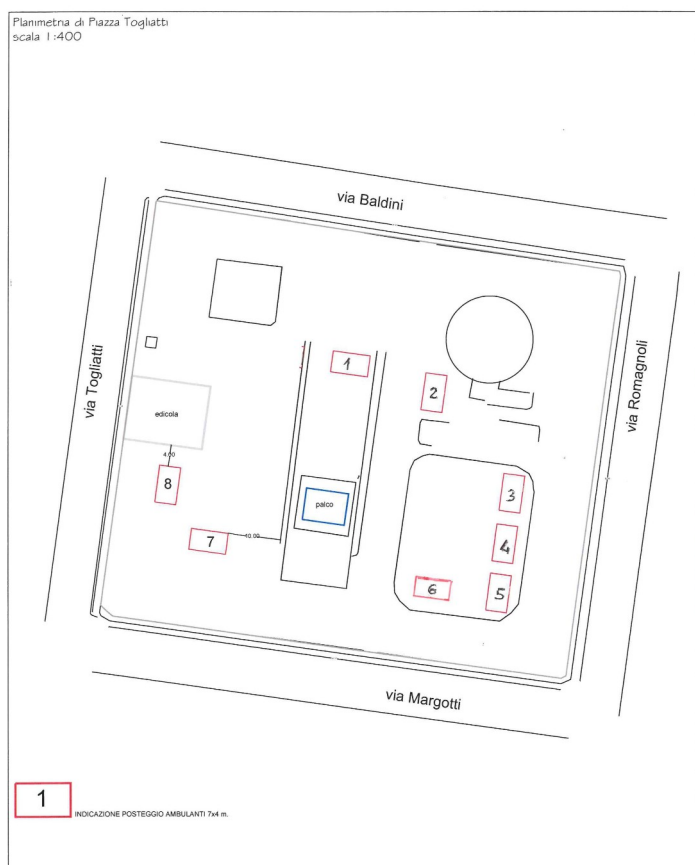 Planimetria di Piazza Togliatti
scala 1:400
via Baldini
via Togliatti
via Romagnoli
1
2
edicola
4.00
8
3
palco
7
10.00
4
6
5
via Margotti
1
INDICAZIONE POSTEGGIO AMBULANTI 7x4 m.